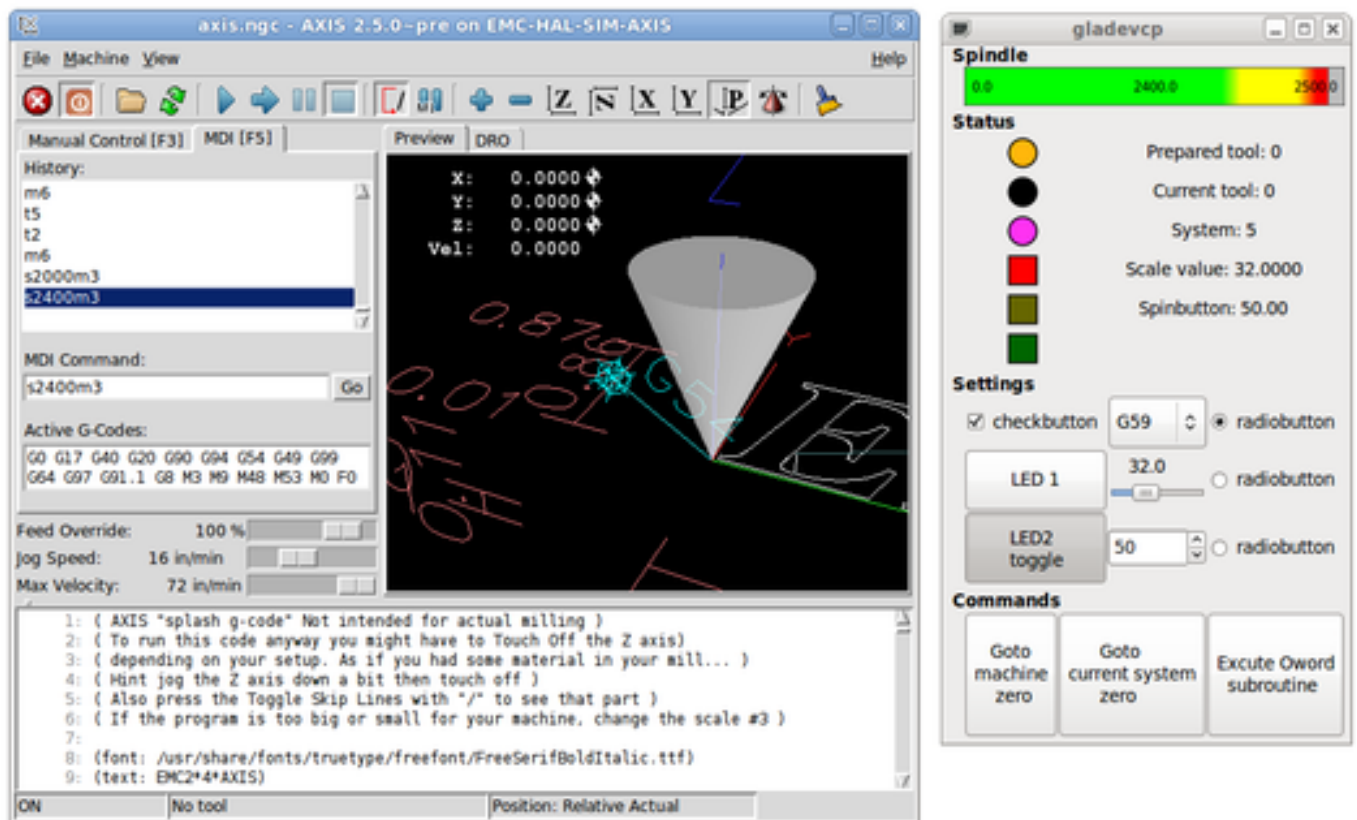 axis.ngc - AXIS 2.5.0~pre on EMC-HAL-SIM-AXIS
File Machine View Help
Z N X Y P
Manual Control [F3] MDI [F5]
History:
m6
t5
t2
m6
s2000m3
s2400m3
MDI Command:
s2400m3 Go
Active G-Codes:
G0 G17 G40 G20 G90 G94 G54 G49 G99
G64 G97 G91.1 G8 M3 M9 M48 M53 M0 F0
Feed Override: 100 %
Jog Speed: 16 in/min
Max Velocity: 72 in/min
Preview DRO
X: 0.0000
Y: 0.0000
Z: 0.0000
Vel: 0.0000
G54
1: ( AXIS "splash g-code" Not intended for actual milling )
2: ( To run this code anyway you might have to Touch Off the Z axis)
3: ( depending on your setup. As if you had some material in your mill... )
4: ( Hint jog the Z axis down a bit then touch off )
5: ( Also press the Toggle Skip Lines with "/" to see that part )
6: ( If the program is too big or small for your machine, change the scale #3 )
7:
8: (font: /usr/share/fonts/truetype/freefont/FreeSerifBoldItalic.ttf)
9: (text: EMC2*4*AXIS)
ON No tool Position: Relative Actual
gladevcp
Spindle
0.0 2400.0 2500.0
Status
Prepared tool: 0
Current tool: 0
System: 5
Scale value: 32.0000
Spinbutton: 50.00
Settings
checkbutton G59 radiobutton
LED 1 32.0 radiobutton
LED2
toggle
50 radiobutton
Commands
Goto
machine
zero
Goto
current system
zero
Excute Oword
subroutine